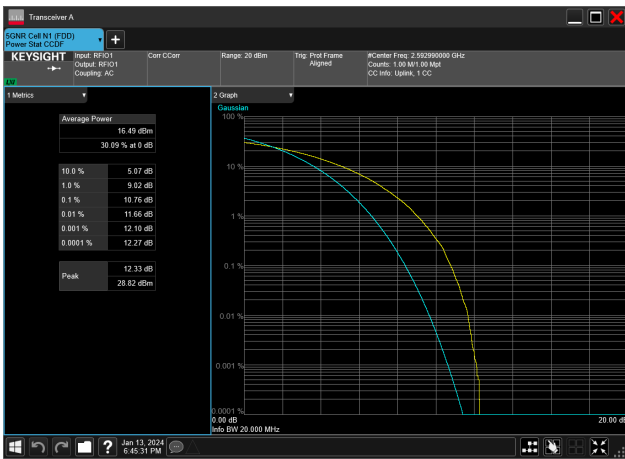 Transceiver A
5GNR Cell N1 (FDD)
Power Stat CCDF
KEYSIGHT
Input: RFIO1
Output: RFIO1
Coupling: AC
Corr CCorr
Range: 20 dBm
Trig: Prot Frame
Aligned
#Center Freq: 2.592990000 GHz
Counts: 1.00 M/1.00 Mpt
CC Info: Uplink, 1 CC
1 Metrics
Average Power
16.49 dBm
30.09 % at 0 dB
10.0 % 5.07 dB
1.0 % 9.02 dB
0.1 % 10.76 dB
0.01 % 11.66 dB
0.001 % 12.10 dB
0.0001 % 12.27 dB
Peak
12.33 dB
28.82 dBm
2 Graph
Gaussian
100 %
10 %
1 %
0.1 %
0.01 %
0.001 %
0.0001 %
0.00 dB
20.00 dB
Info BW 20.000 MHz
Jan 13, 2024
6:45:31 PM